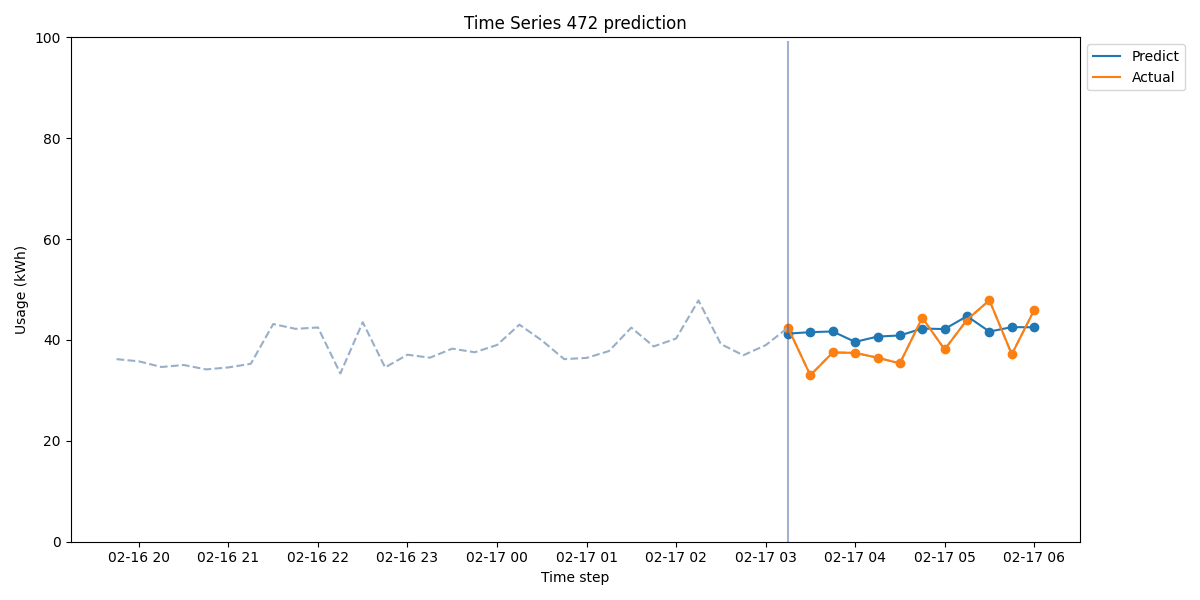 Time Series 472 prediction
100
80
60
40
20
0
Usage (kWh)
Predict
Actual
02-16 20 02-16 21 02-16 22 02-16 23 02-17 00 02-17 01 02-17 02 02-17 03 02-17 04 02-17 05 02-17 06
Time step